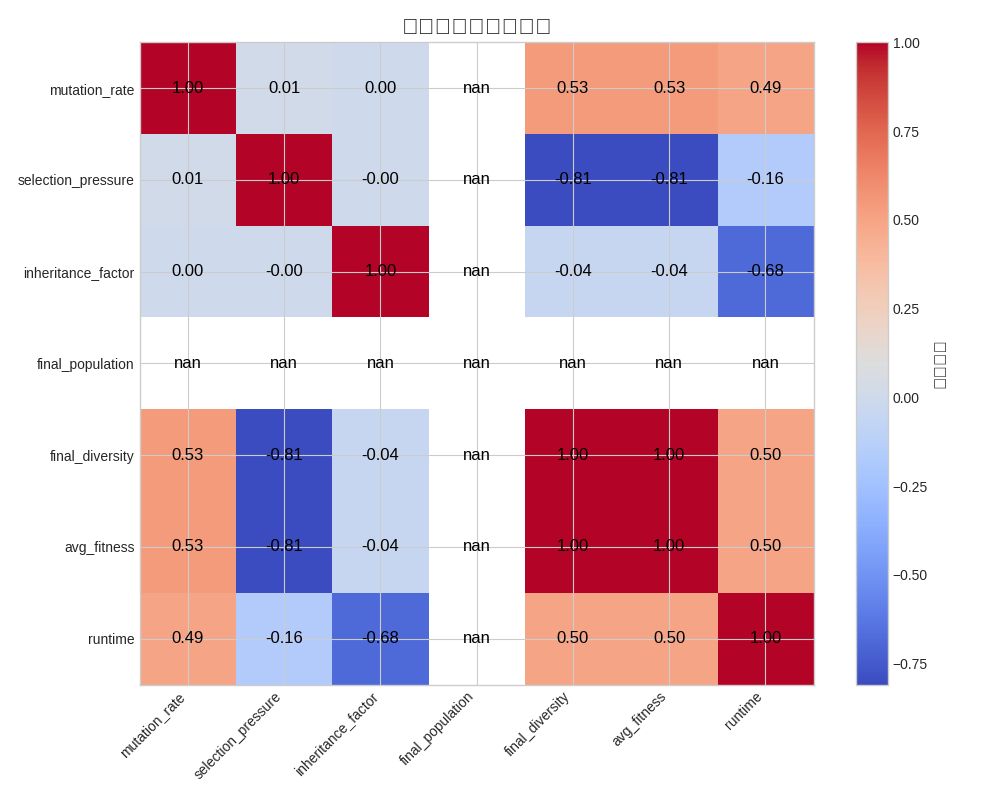 mutation_rate 1.00 0.01 0.00 nan 0.53 0.53 0.49
selection_pressure 0.01 1.00 -0.00 nan -0.81 -0.81 -0.16
inheritance_factor 0.00 -0.00 1.00 nan -0.04 -0.04 -0.68
final_population nan nan nan nan nan nan nan
final_diversity 0.53 -0.81 -0.04 nan 1.00 1.00 0.50
avg_fitness 0.53 -0.81 -0.04 nan 1.00 1.00 0.50
runtime 0.49 -0.16 -0.68 nan 0.50 0.50 1.00
mutation_rate selection_pressure inheritance_factor final_population final_diversity avg_fitness runtime
1.00
0.75
0.50
0.25
0.00
−0.25
−0.50
−0.75